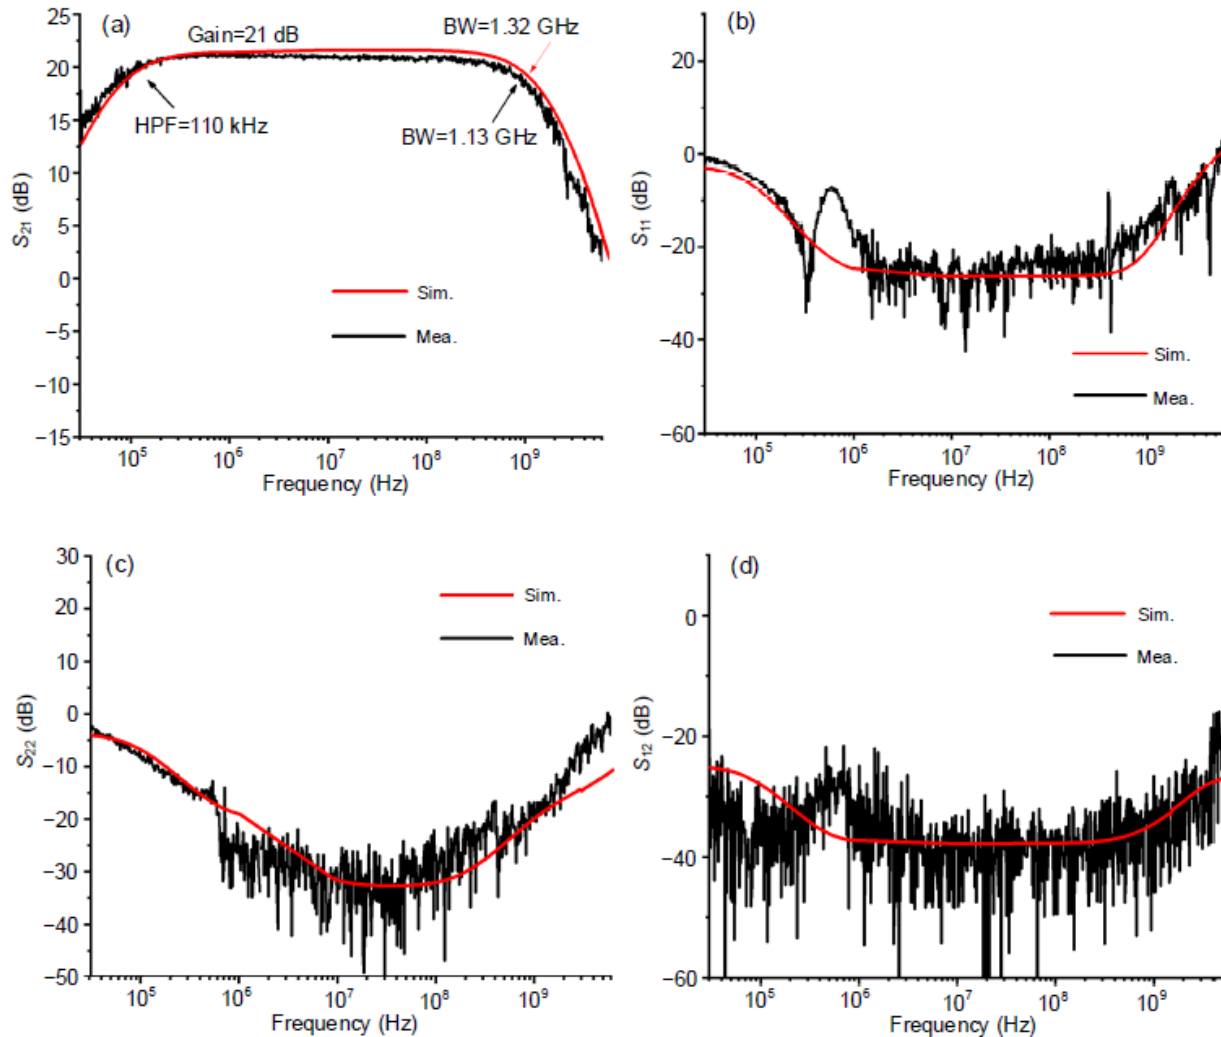 (a)
25
20
15
10
5
0
−5
−10
−15
S21 (dB)
Gain=21 dB
BW=1.32 GHz
HPF=110 kHz
BW=1.13 GHz
Sim.
Mea.
10^5 10^6 10^7 10^8 10^9
Frequency (Hz)
(b)
20
0
−20
−40
−60
S11 (dB)
Sim.
Mea.
10^5 10^6 10^7 10^8 10^9
Frequency (Hz)
(c)
30
20
10
0
−10
−20
−30
−40
−50
S22 (dB)
Sim.
Mea.
10^5 10^6 10^7 10^8 10^9
Frequency (Hz)
(d)
0
−20
−40
−60
S12 (dB)
Sim.
Mea.
10^5 10^6 10^7 10^8 10^9
Frequency (Hz)